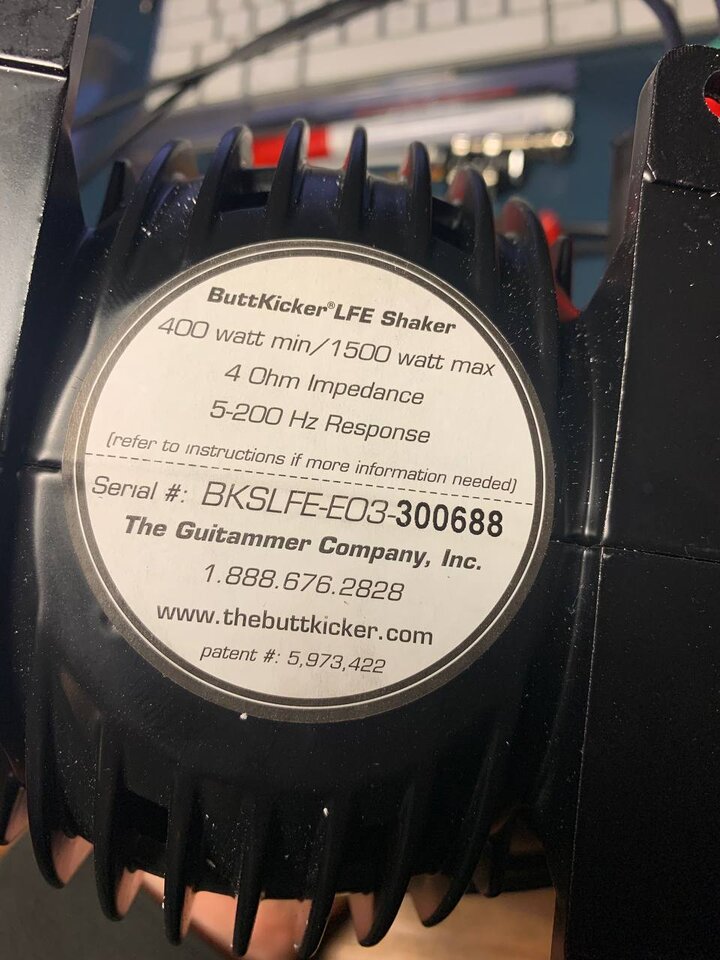 ButtKicker® LFE Shaker
400 watt min/1500 watt max
4 Ohm Impedance
5-200 Hz Response
(refer to instructions if more information needed)
Serial #: BKSLFE-E03-300688
The Guitammer Company, Inc.
1.888.676.2828
www.thebuttkicker.com
patent #: 5,973,422